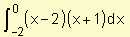 ∫_{-2}^{0} (x-2)(x+1)dx